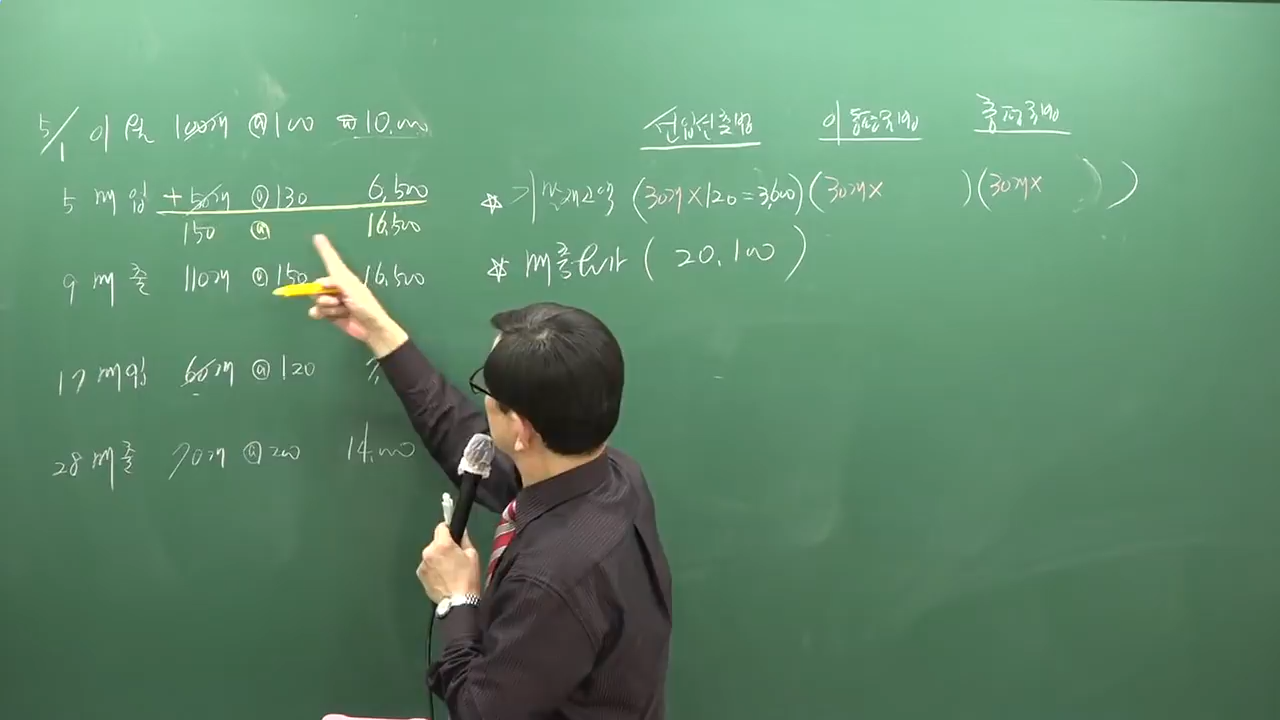 선입선출법 이동평균법 총평균법
5/1 이월 100개 @100 ₩10,000
5 매입 +50개 @130 6,500
150 @ 16,500
9 매출 110개 @150 16,500
17 매입 60개 @120 7,
28 매출 70개 @200 14,000
* 기말재고액 (30개×120=3,600) (30개× ) (30개× )
* 매출원가 ( 20,100 )